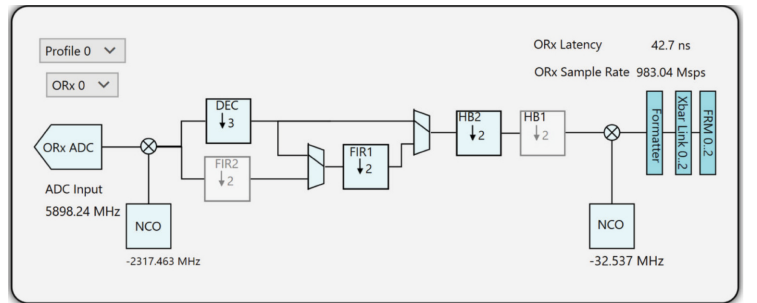 Profile 0
ORx 0
ORx Latency 42.7 ns
ORx Sample Rate 983.04 Msps
ORx ADC
ADC Input
5898.24 MHz
NCO
-2317.463 MHz
DEC
↓3
FIR2
↓2
FIR1
↓2
HB2
↓2
HB1
↓2
NCO
-32.537 MHz
Formatter
Xbar Link 0..2
FRM 0..2